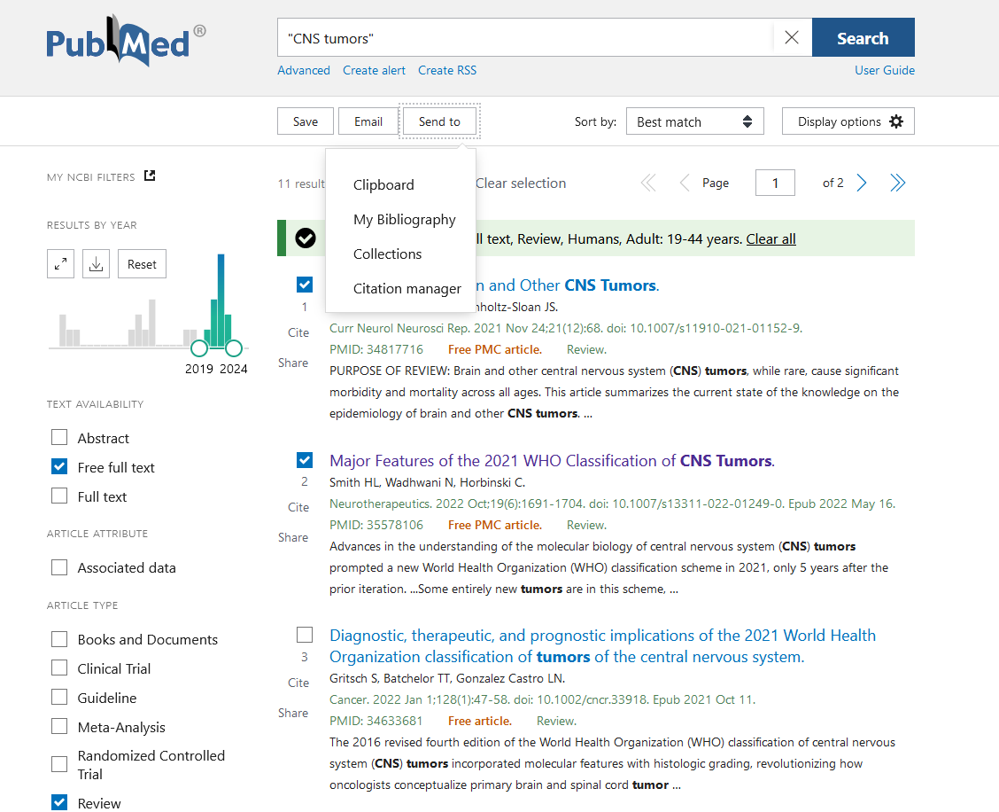 PubMed®
"CNS tumors"
Search
Advanced Create alert Create RSS
User Guide
Save Email Send to
Sort by: Best match
Display options
Clipboard
My Bibliography
Collections
Citation manager
MY NCBI FILTERS
RESULTS BY YEAR
Reset
2019 2024
TEXT AVAILABILITY
Abstract
Free full text
Full text
ARTICLE ATTRIBUTE
Associated data
ARTICLE TYPE
Books and Documents
Clinical Trial
Guideline
Meta-Analysis
Randomized Controlled
Trial
Review
11 result Clear selection
Page 1 of 2
ll text, Review, Humans, Adult: 19-44 years. Clear all
1
Cite
Share
n and Other CNS Tumors.
nholtz-Sloan JS.
Curr Neurol Neurosci Rep. 2021 Nov 24;21(12):68. doi: 10.1007/s11910-021-01152-9.
PMID: 34817716 Free PMC article. Review.
PURPOSE OF REVIEW: Brain and other central nervous system (CNS) tumors, while rare, cause significant
morbidity and mortality across all ages. This article summarizes the current state of the knowledge on the
epidemiology of brain and other CNS tumors. ...
2
Cite
Share
Major Features of the 2021 WHO Classification of CNS Tumors.
Smith HL, Wadhwani N, Horbinski C.
Neurotherapeutics. 2022 Oct;19(6):1691-1704. doi: 10.1007/s13311-022-01249-0. Epub 2022 May 16.
PMID: 35578106 Free PMC article. Review.
Advances in the understanding of the molecular biology of central nervous system (CNS) tumors
prompted a new World Health Organization (WHO) classification scheme in 2021, only 5 years after the
prior iteration. ...Some entirely new tumors are in this scheme, ...
3
Cite
Share
Diagnostic, therapeutic, and prognostic implications of the 2021 World Health
Organization classification of tumors of the central nervous system.
Gritsch S, Batchelor TT, Gonzalez Castro LN.
Cancer. 2022 Jan 1;128(1):47-58. doi: 10.1002/cncr.33918. Epub 2021 Oct 11.
PMID: 34633681 Free article. Review.
The 2016 revised fourth edition of the World Health Organization (WHO) classification of central nervous
system (CNS) tumors incorporated molecular features with histologic grading, revolutionizing how
oncologists conceptualize primary brain and spinal cord tumor ...